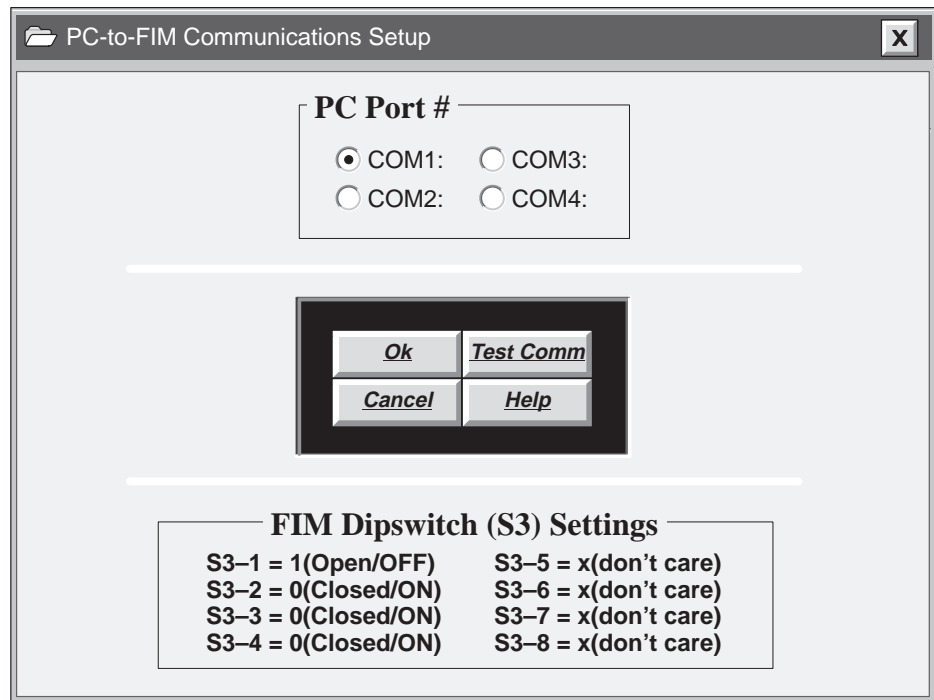 PC-to-FIM Communications Setup
X
PC Port #
COM1: COM3:
COM2: COM4:
Ok Test Comm
Cancel Help
FIM Dipswitch (S3) Settings
S3–1 = 1(Open/OFF) S3–5 = x(don’t care)
S3–2 = 0(Closed/ON) S3–6 = x(don’t care)
S3–3 = 0(Closed/ON) S3–7 = x(don’t care)
S3–4 = 0(Closed/ON) S3–8 = x(don’t care)